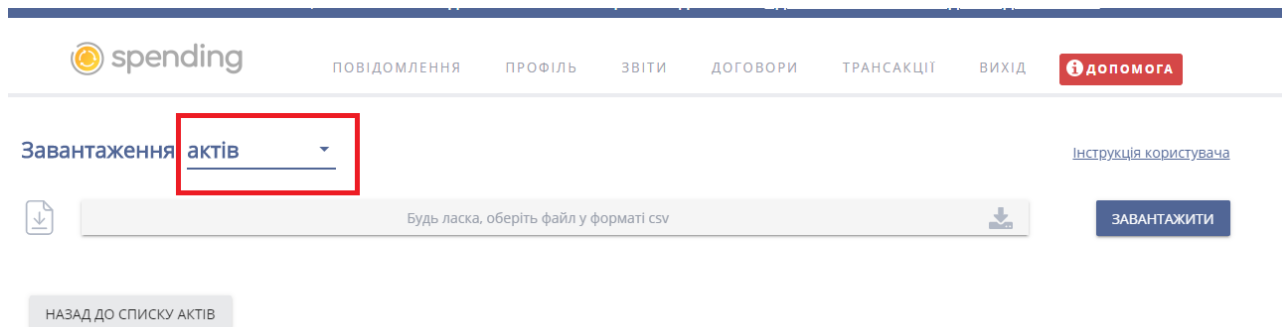 spending
ПОВІДОМЛЕННЯ ПРОФІЛЬ ЗВІТИ ДОГОВОРИ ТРАНСАКЦІЇ ВИХІД ДОПОМОГА
Завантаження актів
Інструкція користувача
Будь ласка, оберіть файл у форматі csv
ЗАВАНТАЖИТИ
НАЗАД ДО СПИСКУ АКТІВ